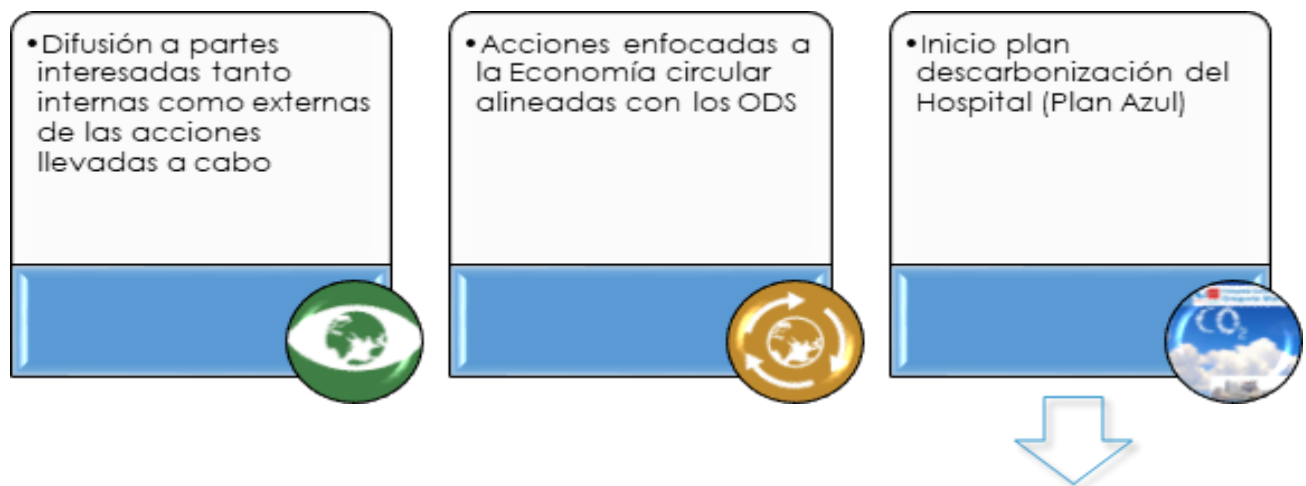 •Difusión a partes
interesadas tanto
internas como externas
de las acciones
llevadas a cabo
•Acciones enfocadas a
la Economía circular
alineadas con los ODS
•Inicio plan
descarbonización del
Hospital (Plan Azul)
CO2